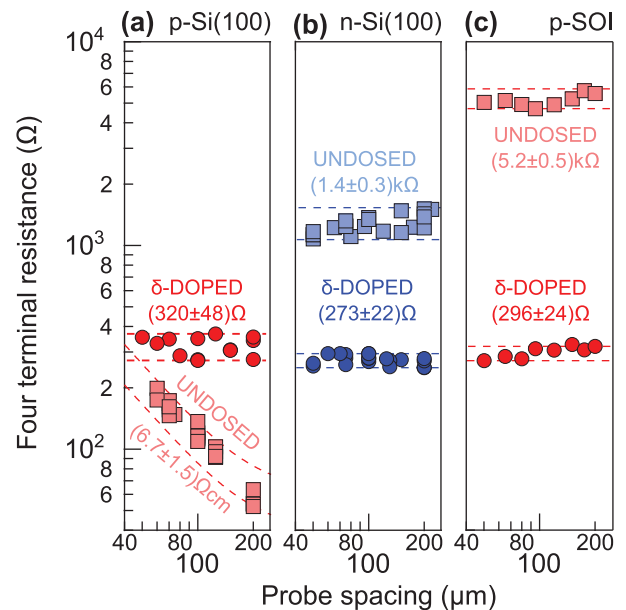 (a) p-Si(100)
(b) n-Si(100)
(c) p-SOI
Four terminal resistance (Ω)
10⁴
8
6
4
2
10³
8
6
4
2
10²
8
6
4
δ-DOPED
(320±48)Ω
UNDOSED
(6.7±1.5)Ωcm
UNDOSED
(1.4±0.3)kΩ
δ-DOPED
(273±22)Ω
UNDOSED
(5.2±0.5)kΩ
δ-DOPED
(296±24)Ω
40 80 200
100
40 80 200
100
40 80 200
100
Probe spacing (µm)